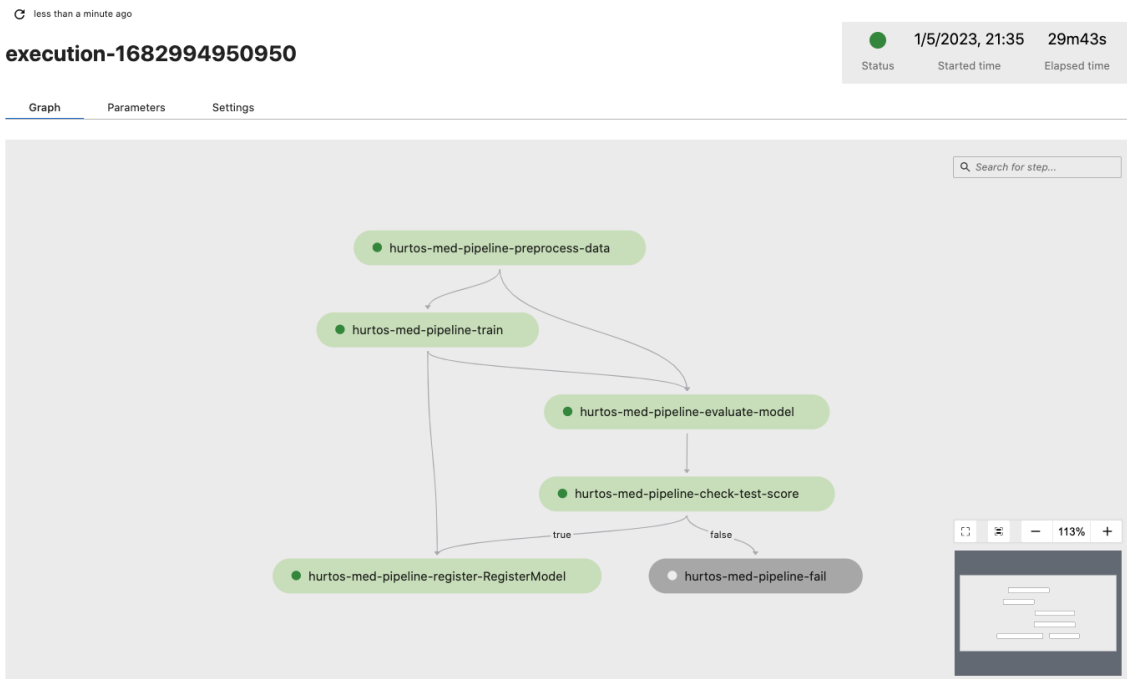 less than a minute ago
execution-1682994950950
1/5/2023, 21:35 29m43s
Status Started time Elapsed time
Graph Parameters Settings
Search for step...
hurtos-med-pipeline-preprocess-data
hurtos-med-pipeline-train
hurtos-med-pipeline-evaluate-model
hurtos-med-pipeline-check-test-score
true false
113%
hurtos-med-pipeline-register-RegisterModel hurtos-med-pipeline-fail